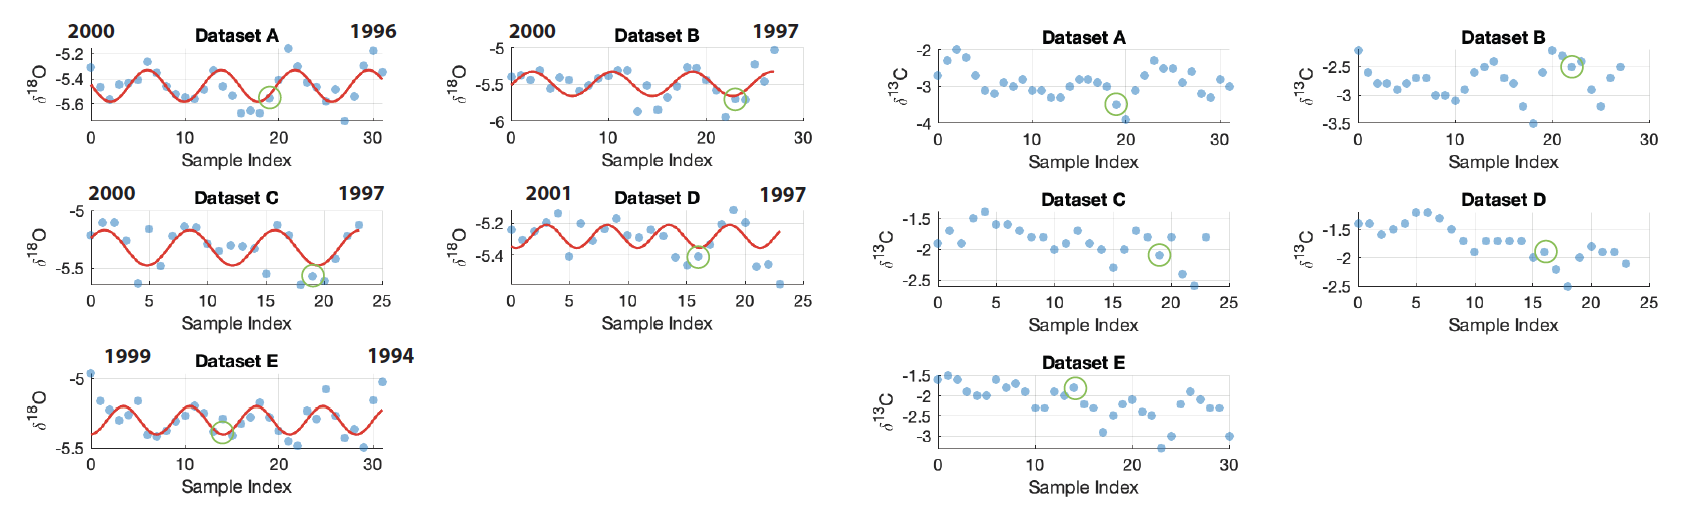 2000 Dataset A 1996
δ18O
-5.2
-5.4
-5.6
0 10 20 30
Sample Index
2000 Dataset B 1997
δ18O
-5
-5.5
-6
0 10 20 30
Sample Index
Dataset A
δ13C
-2
-3
-4
0 10 20 30
Sample Index
Dataset B
δ13C
-2.5
-3
-3.5
0 10 20 30
Sample Index
2000 Dataset C 1997
δ18O
-5
-5.5
0 5 10 15 20 25
Sample Index
2001 Dataset D 1997
δ18O
-5.2
-5.4
0 5 10 15 20 25
Sample Index
Dataset C
δ13C
-1.5
-2
-2.5
0 5 10 15 20 25
Sample Index
Dataset D
δ13C
-1.5
-2
-2.5
0 5 10 15 20 25
Sample Index
1999 Dataset E 1994
δ18O
-5
-5.5
0 10 20 30
Sample Index
Dataset E
δ13C
-1.5
-2
-2.5
-3
0 10 20 30
Sample Index